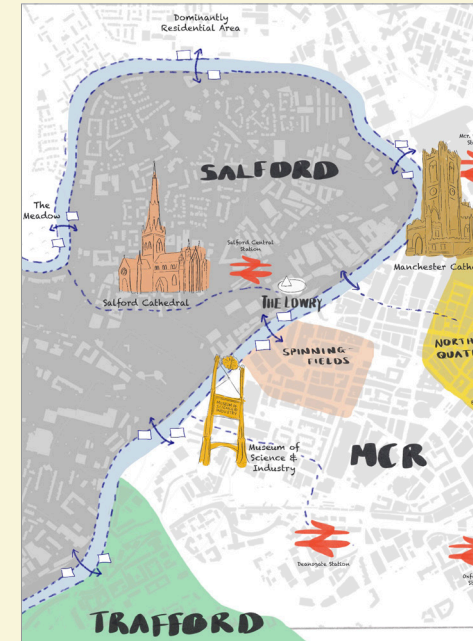 Dominantly
Residential Area
SALFORD
The
Meadow
Salford Central
Station
Salford Cathedral
THE LOWRY
Manchester
SPINNING-
FIELDS
NORTH
QUAT
MCR
Museum of
Science &
Industry
Deansgate Station
TRAFFORD